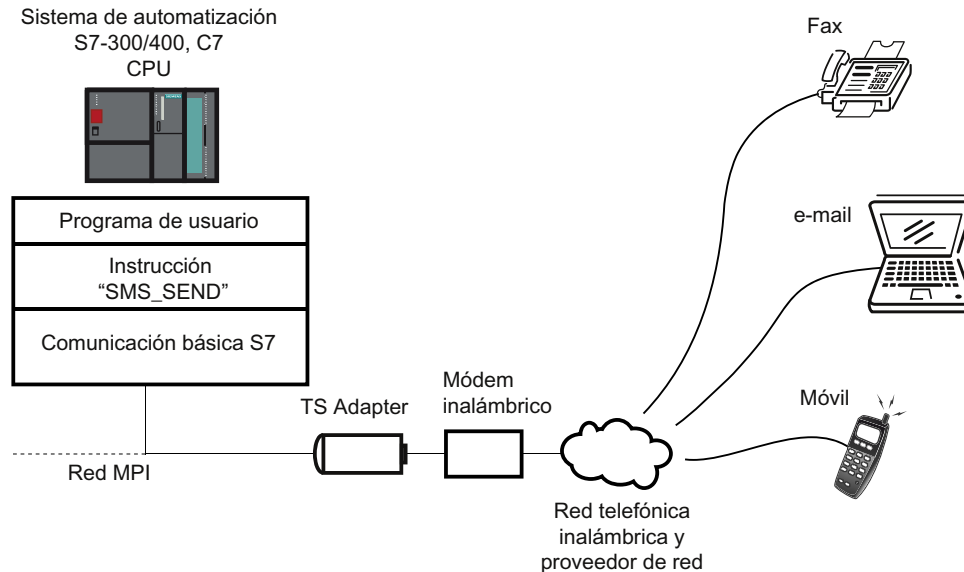 Sistema de automatización
S7-300/400, C7
CPU
Programa de usuario
Instrucción
“SMS_SEND”
Comunicación básica S7
Red MPI
TS Adapter
Módem
inalámbrico
Red telefónica
inalámbrica y
proveedor de red
Fax
e-mail
Móvil